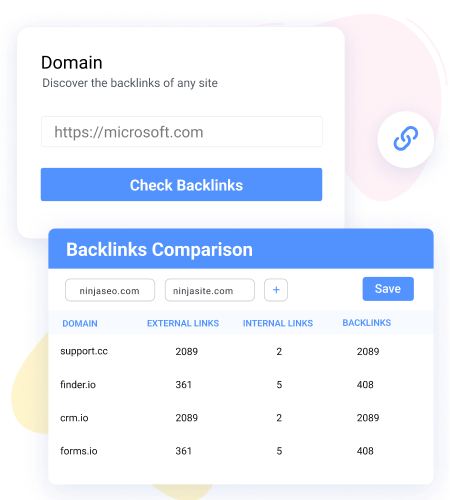 Domain
Discover the backlinks of any site
https://microsoft.com
Check Backlinks
Backlinks Comparison
ninjaseo.com ninjasite.com + Save
DOMAIN EXTERNAL LINKS INTERNAL LINKS BACKLINKS
support.cc 2089 2 2089
finder.io 361 5 408
crm.io 2089 2 2089
forms.io 361 5 408